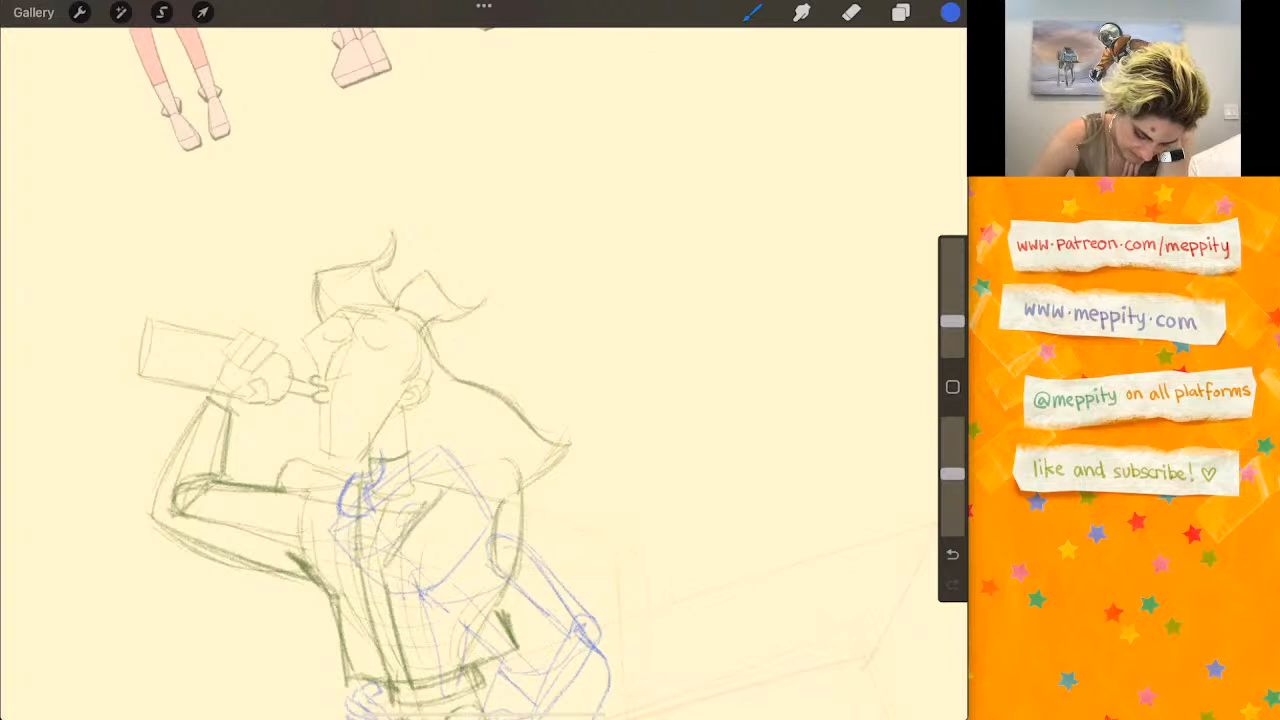 Gallery
www.patreon.com/meppity
www.meppity.com
@meppity on all platforms
like and subscribe! ♡